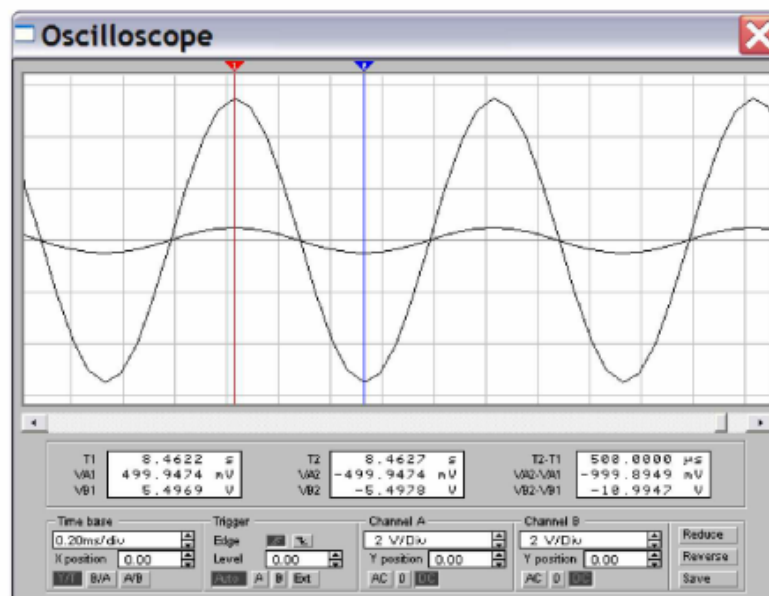 Oscilloscope
1 2
T1 8.4622 s T2 8.4627 s T2-T1 500.0000 µs
VA1 499.9474 mV VA2 -499.9474 mV VA2-VA1 -999.8949 mV
VB1 5.4969 V VB2 -5.4978 V VB2-VB1 -10.9947 V
Time base Trigger Channel A Channel B
0.20ms/div Edge 2 V/Div 2 V/Div Reduce
X position 0.00 Level 0.00 Y position 0.00 Y position 0.00 Reverse
Y/T B/A A/B Auto A B Ext AC 0 DC AC 0 DC Save